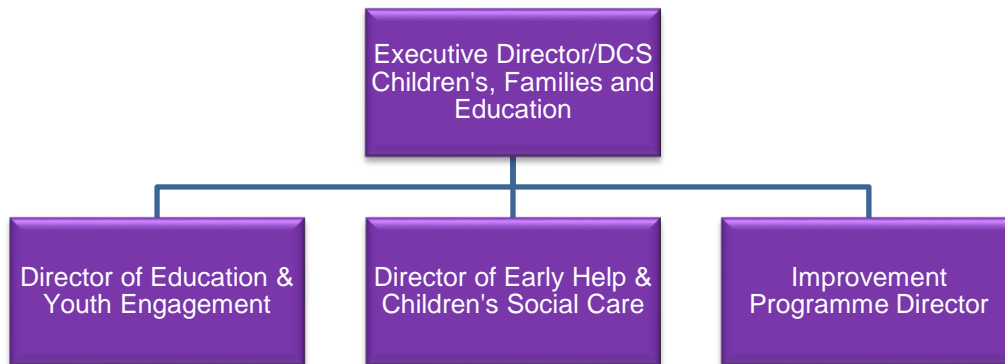 Executive Director/DCS
Children's, Families and
Education
Director of Education &
Youth Engagement
Director of Early Help &
Children's Social Care
Improvement
Programme Director